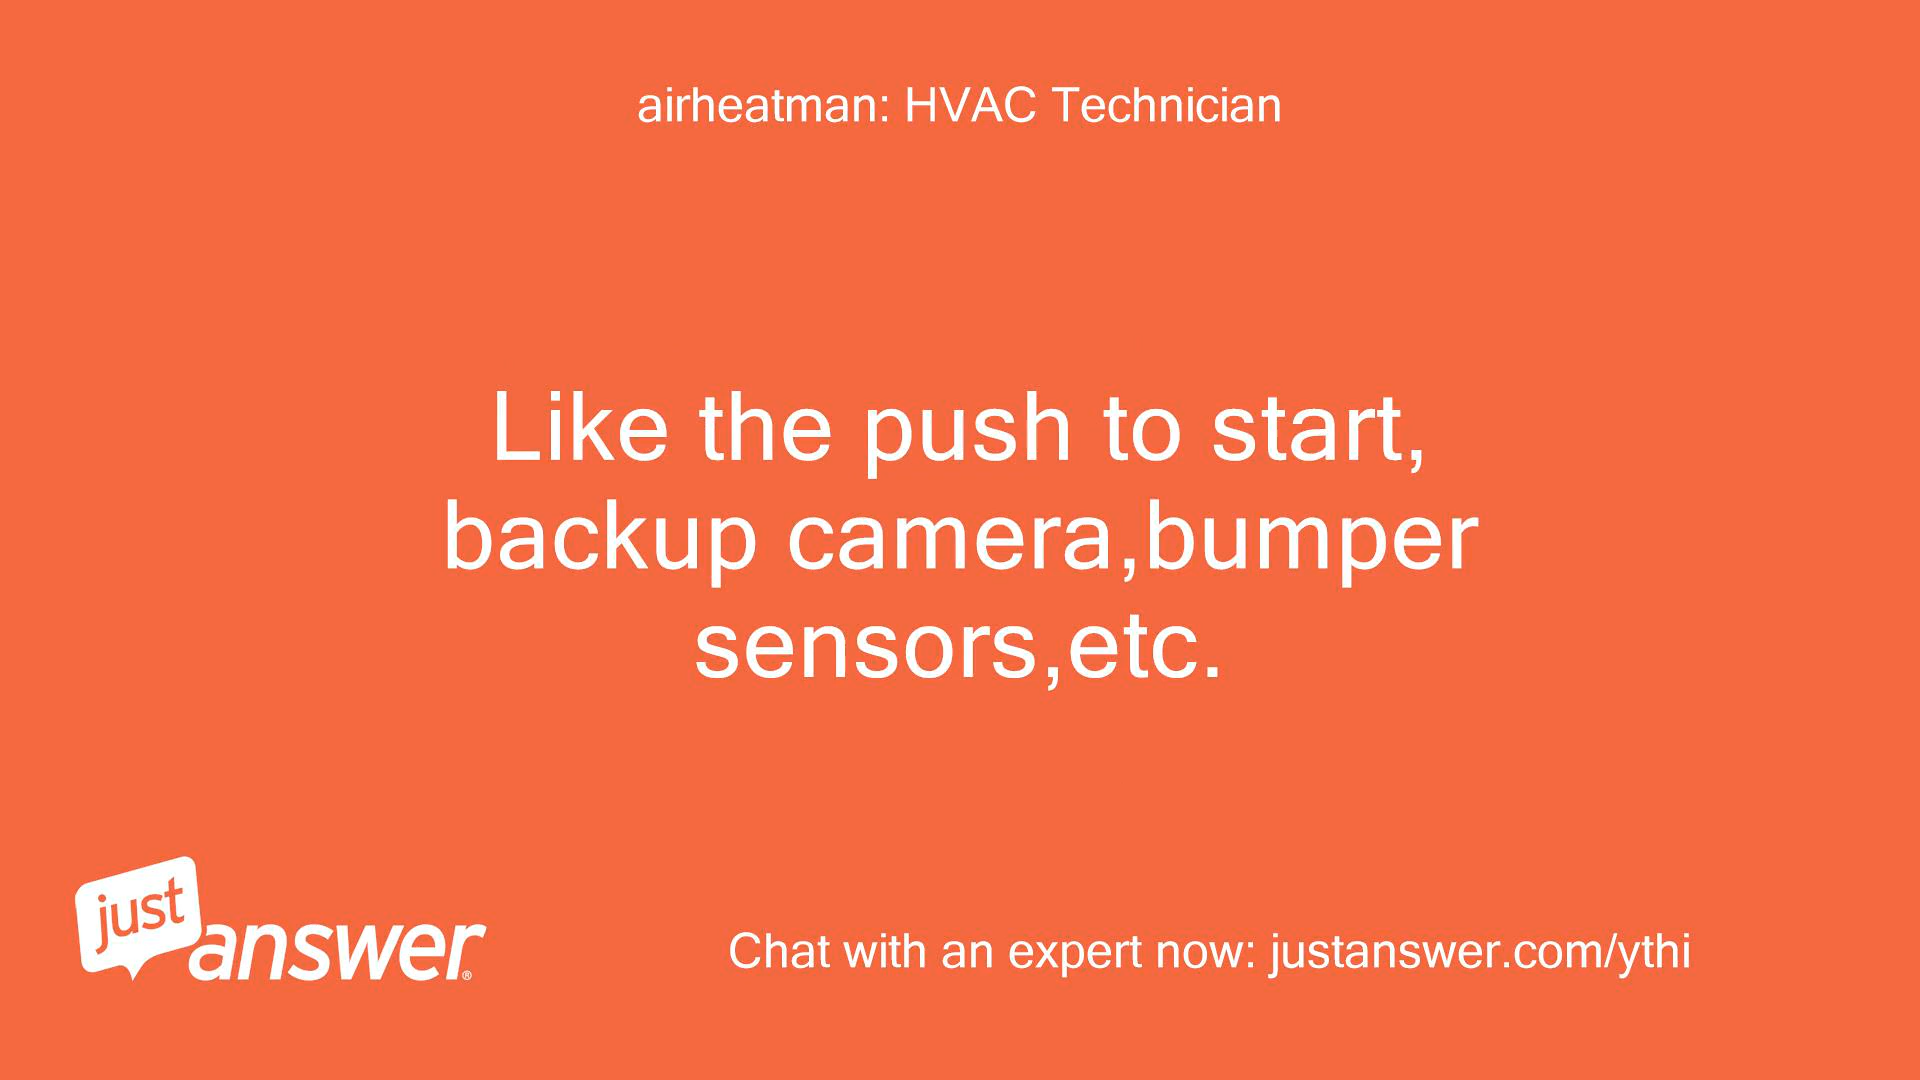 airheatman: HVAC Technician
Like the push to start,
backup camera,bumper
sensors,etc.
just
answer®
Chat with an expert now: justanswer.com/ythi